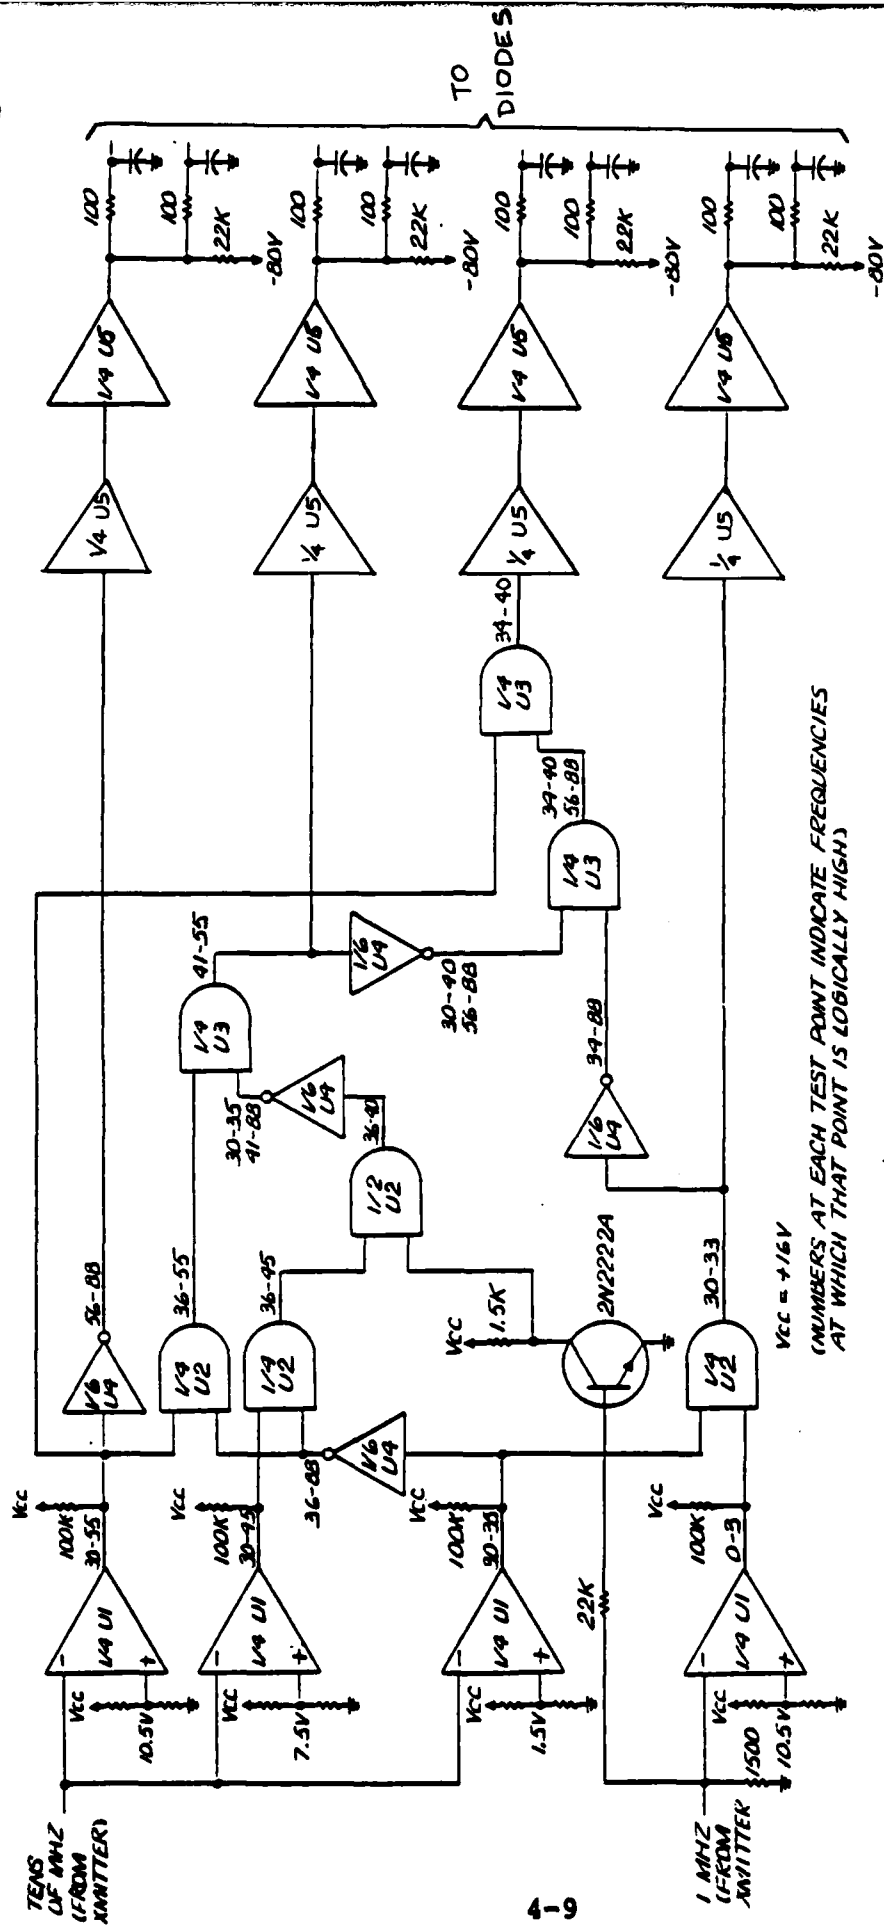 TENS
OF MHZ
(FROM
XMITTER)
Vcc
10.5V
1/4 U1
-
+
Vcc
100K
30-55
1/6
U4
56-88
1/4 U5
1/4 U6
100
100
22K
-80V
Vcc
7.5V
1/4 U1
-
+
Vcc
100K
30-45
1/4
U2
36-55
1/4
U2
36-45
36-88
1/6
U4
1/4
U3
41-55
30-35
41-88
1/6
U4
36-40
1/2
U2
1/4 U5
1/4 U6
100
100
22K
-80V
Vcc
1.5V
1/4 U1
-
+
Vcc
100K
30-35
Vcc
1.5K
2N2222A
22K
1/6
U4
30-40
56-88
1/4
U3
34-40
56-88
1/4
U3
34-40
1/4 U5
1/4 U6
100
100
22K
-80V
1 MHZ
(FROM
XMITTER
1500
Vcc
10.5V
1/4 U1
-
+
Vcc
100K
0-3
1/4
U2
30-33
1/6
U4
34-88
1/4 U5
1/4 U6
100
100
22K
-80V
TO
DIODES
Vcc = +16V
(NUMBERS AT EACH TEST POINT INDICATE FREQUENCIES
AT WHICH THAT POINT IS LOGICALLY HIGH)
4-9